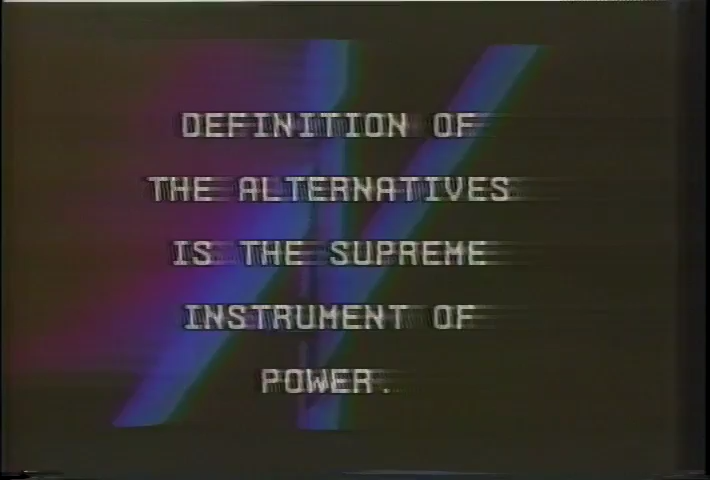 DEFINITION OF
THE ALTERNATIVES
IS THE SUPREME
INSTRUMENT OF
POWER.